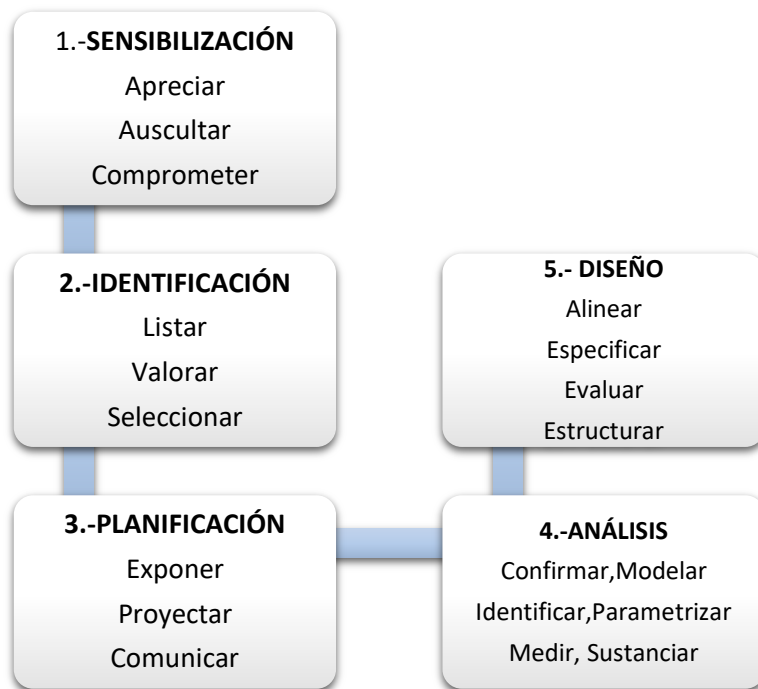 1.-SENSIBILIZACIÓN
Apreciar
Auscultar
Comprometer
2.-IDENTIFICACIÓN
Listar
Valorar
Seleccionar
3.-PLANIFICACIÓN
Exponer
Proyectar
Comunicar
4.-ANÁLISIS
Confirmar,Modelar
Identificar,Parametrizar
Medir, Sustanciar
5.- DISEÑO
Alinear
Especificar
Evaluar
Estructurar